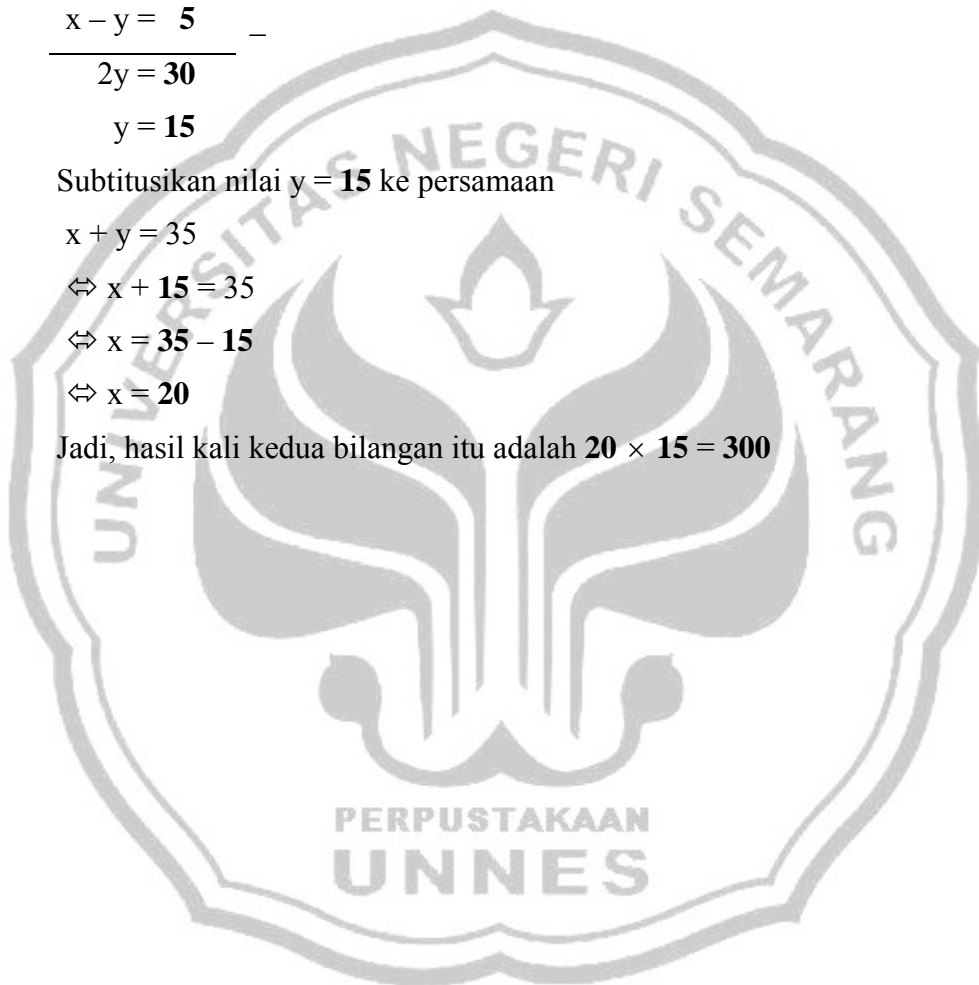 x – y = 5 –
2y = 30
y = 15
Subtitusikan nilai y = 15 ke persamaan
x + y = 35
⇔ x + 15 = 35
⇔ x = 35 – 15
⇔ x = 20
Jadi, hasil kali kedua bilangan itu adalah 20 × 15 = 300
UNIVERSITAS NEGERI SEMARANG
PERPUSTAKAAN
UNNES